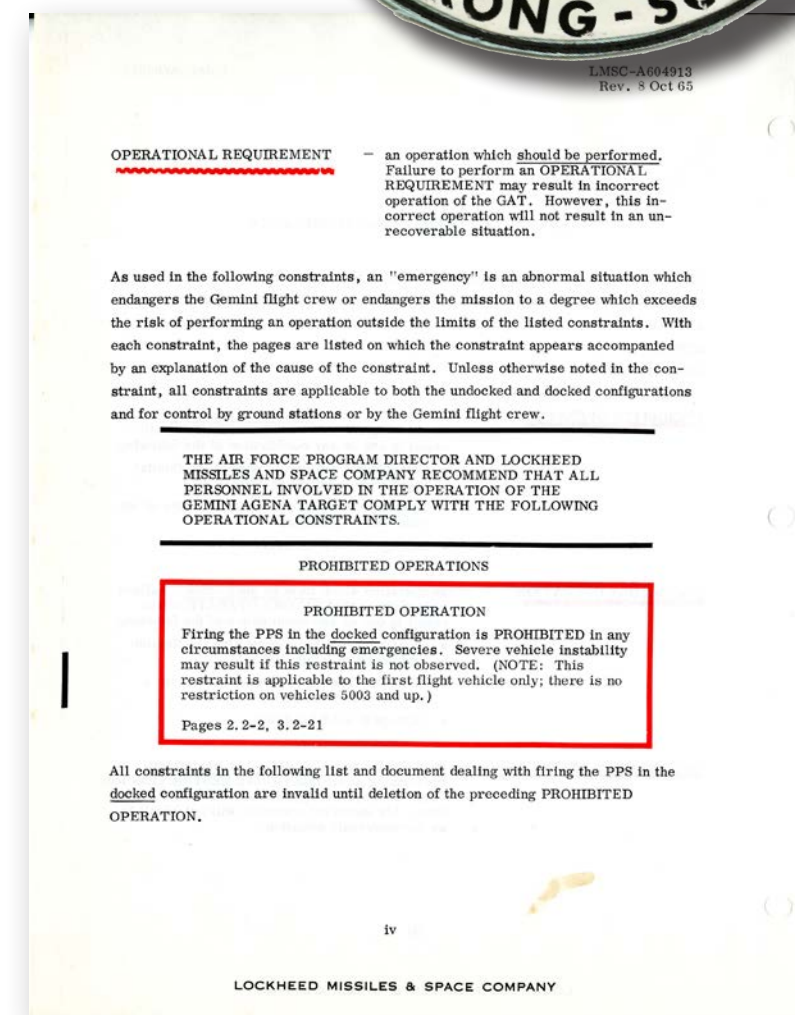 ONG - S
LMSC-A604913
Rev. 8 Oct 65
OPERATIONAL REQUIREMENT – an operation which should be performed.
Failure to perform an OPERATIONAL
REQUIREMENT may result in incorrect
operation of the GAT. However, this in-
correct operation will not result in an un-
recoverable situation.
As used in the following constraints, an "emergency" is an abnormal situation which
endangers the Gemini flight crew or endangers the mission to a degree which exceeds
the risk of performing an operation outside the limits of the listed constraints. With
each constraint, the pages are listed on which the constraint appears accompanied
by an explanation of the cause of the constraint. Unless otherwise noted in the con-
straint, all constraints are applicable to both the undocked and docked configurations
and for control by ground stations or by the Gemini flight crew.
THE AIR FORCE PROGRAM DIRECTOR AND LOCKHEED
MISSILES AND SPACE COMPANY RECOMMEND THAT ALL
PERSONNEL INVOLVED IN THE OPERATION OF THE
GEMINI AGENA TARGET COMPLY WITH THE FOLLOWING
OPERATIONAL CONSTRAINTS.
PROHIBITED OPERATIONS
PROHIBITED OPERATION
Firing the PPS in the docked configuration is PROHIBITED in any
circumstances including emergencies. Severe vehicle instability
may result if this restraint is not observed. (NOTE: This
restraint is applicable to the first flight vehicle only; there is no
restriction on vehicles 5003 and up.)
Pages 2.2-2, 3.2-21
All constraints in the following list and document dealing with firing the PPS in the
docked configuration are invalid until deletion of the preceding PROHIBITED
OPERATION.
iv
LOCKHEED MISSILES & SPACE COMPANY